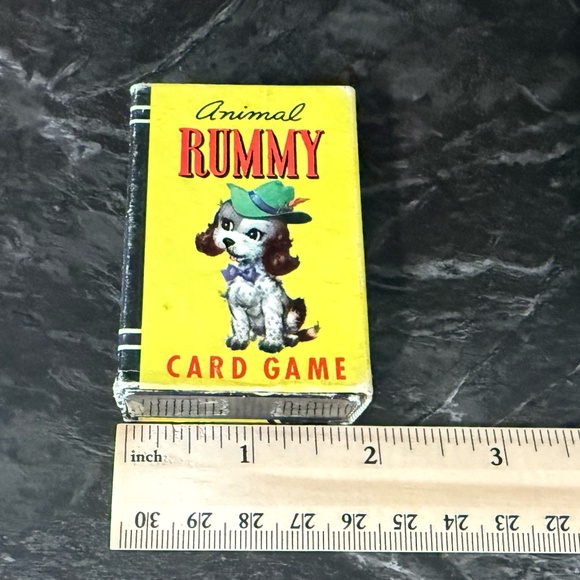 Animal
RUMMY
CARD GAME
inch 1 2 3
30 29 28 27 26 25 24 23 22